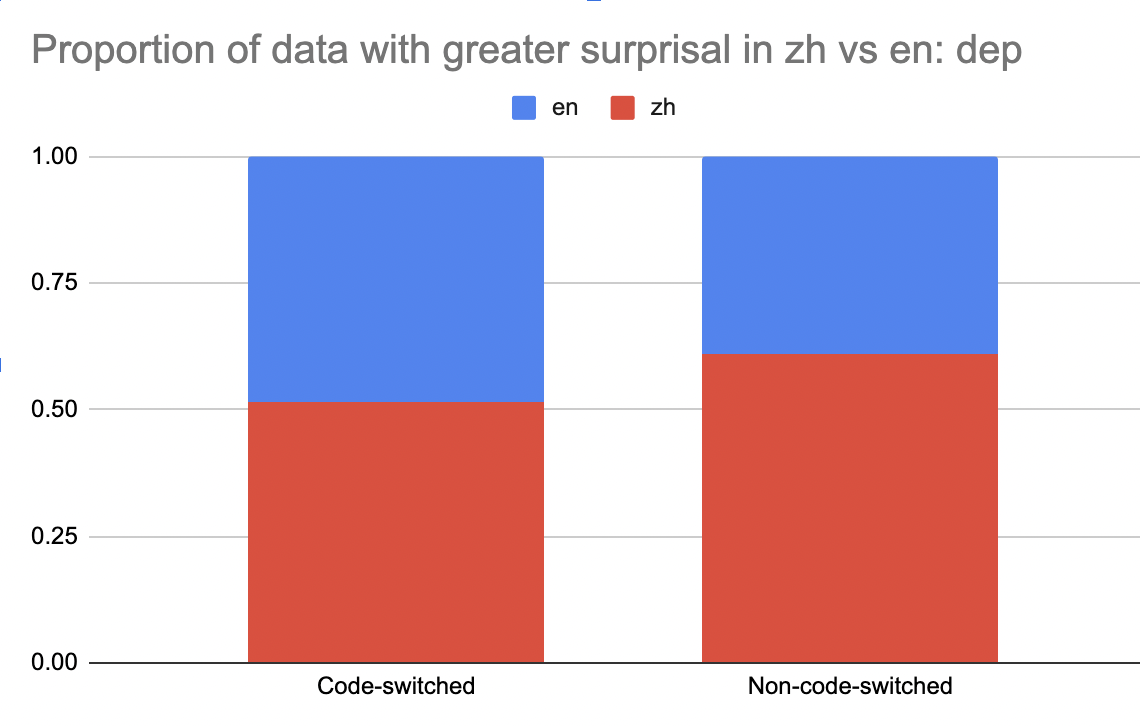 Proportion of data with greater surprisal in zh vs en: dep
en zh
1.00
0.75
0.50
0.25
0.00
Code-switched Non-code-switched